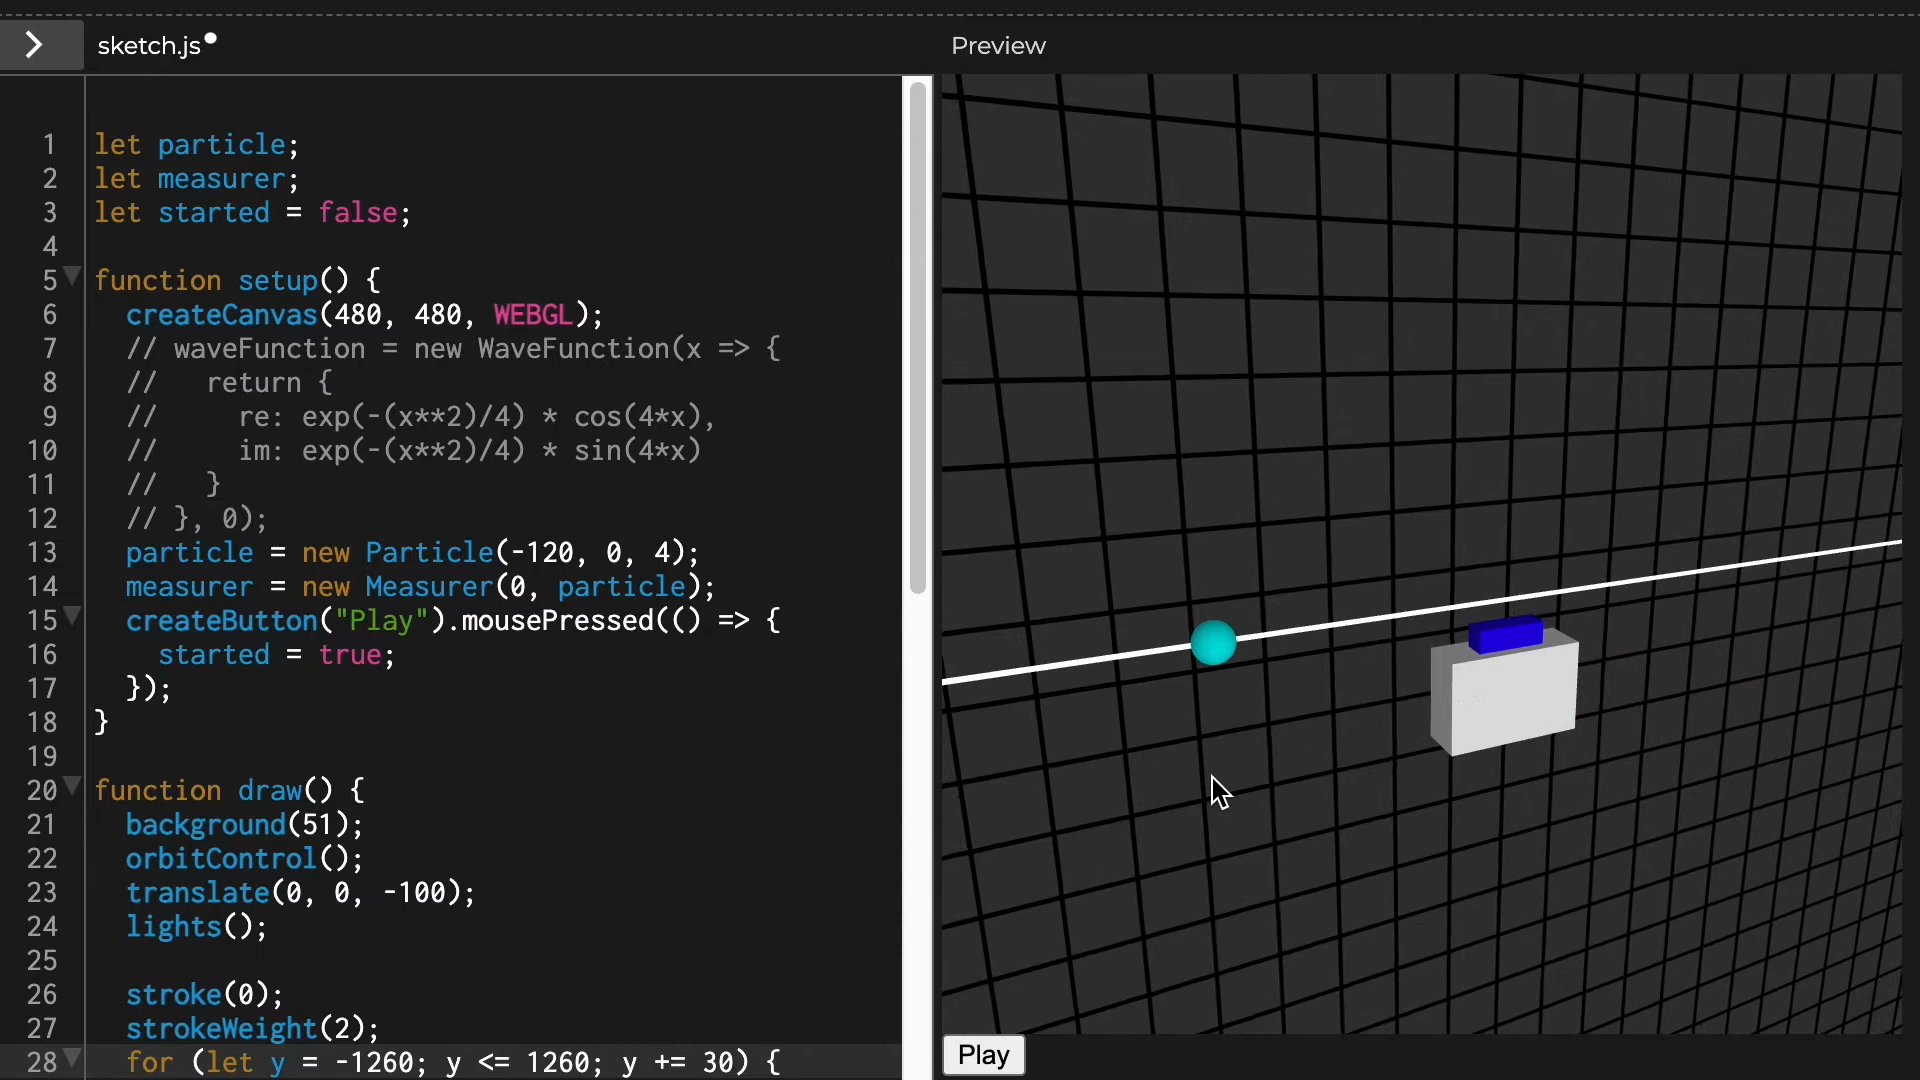 sketch.js
Preview
1 let particle;
2 let measurer;
3 let started = false;
4
5 function setup() {
6 createCanvas(480, 480, WEBGL);
7 // waveFunction = new WaveFunction(x => {
8 //   return {
9 //     re: exp(-(x**2)/4) * cos(4*x),
10 //     im: exp(-(x**2)/4) * sin(4*x)
11 //   }
12 // }, 0);
13 particle = new Particle(-120, 0, 4);
14 measurer = new Measurer(0, particle);
15 createButton("Play").mousePressed(() => {
16 started = true;
17 });
18 }
19
20 function draw() {
21 background(51);
22 orbitControl();
23 translate(0, 0, -100);
24 lights();
25
26 stroke(0);
27 strokeWeight(2);
28 for (let y = -1260; y <= 1260; y += 30) {
Play